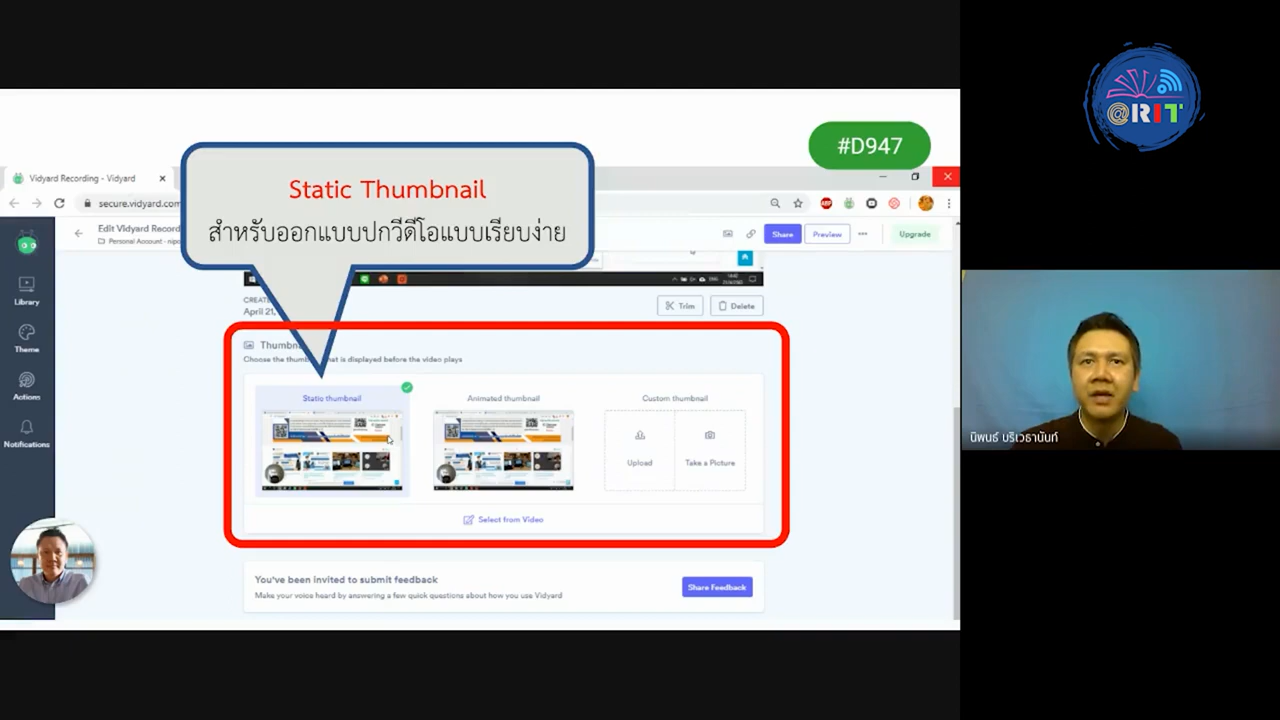 @RIT
#D947
Static Thumbnail
สำหรับออกแบบปกวีดีโอแบบเรียบง่าย
Vidyard Recording - Vidyard
secure.vidyard.com
Edit Vidyard Record
Personal Account - nipo
Share
Preview
Upgrade
Library
Theme
Actions
Notifications
CREATE
April 21,
Trim
Delete
Thumbn
Choose the thumb hat is displayed before the video plays
Static thumbnail
Animated thumbnail
Custom thumbnail
Upload
Take a Picture
Select from Video
You've been invited to submit feedback
Make your voice heard by answering a few quick questions about how you use Vidyard
Share Feedback
นิพนธ์ บริเวธานันท์